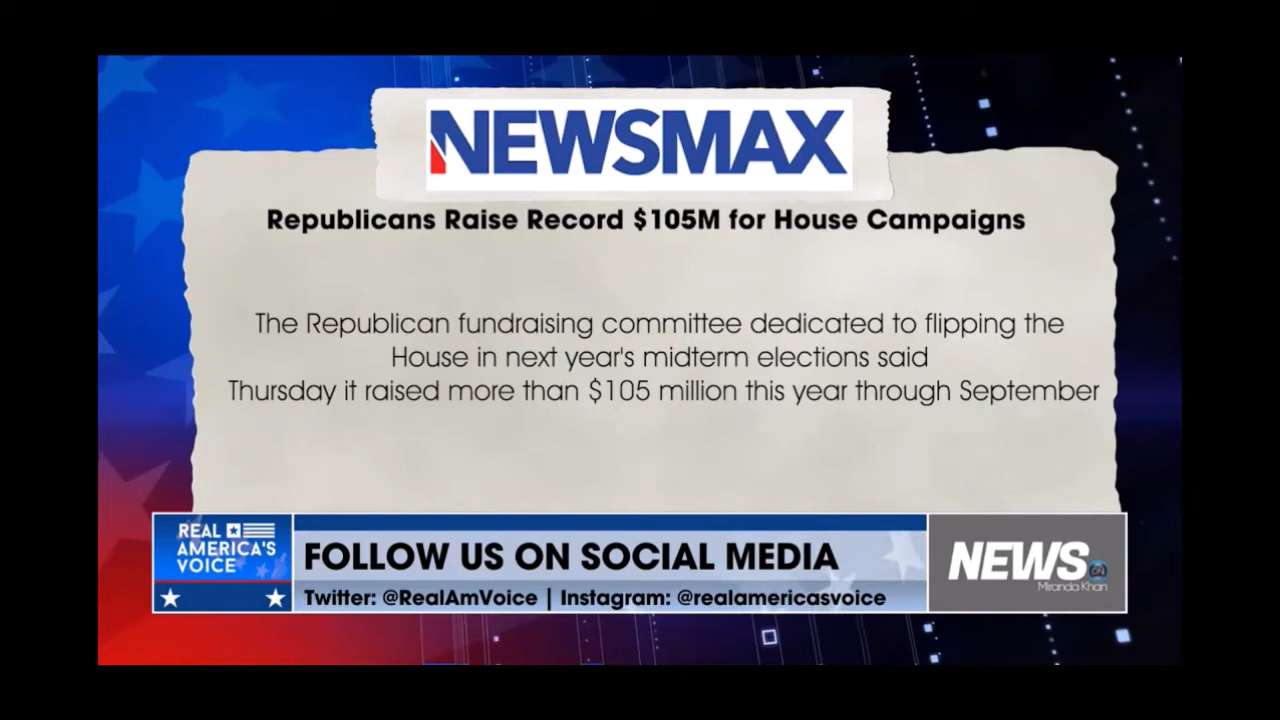 NEWSMAX
Republicans Raise Record $105M for House Campaigns
The Republican fundraising committee dedicated to flipping the
House in next year's midterm elections said
Thursday it raised more than $105 million this year through September
REAL
AMERICA'S
VOICE
FOLLOW US ON SOCIAL MEDIA
Twitter: @RealAmVoice | Instagram: @realamericasvoice
NEWS ON
Miranda Khan